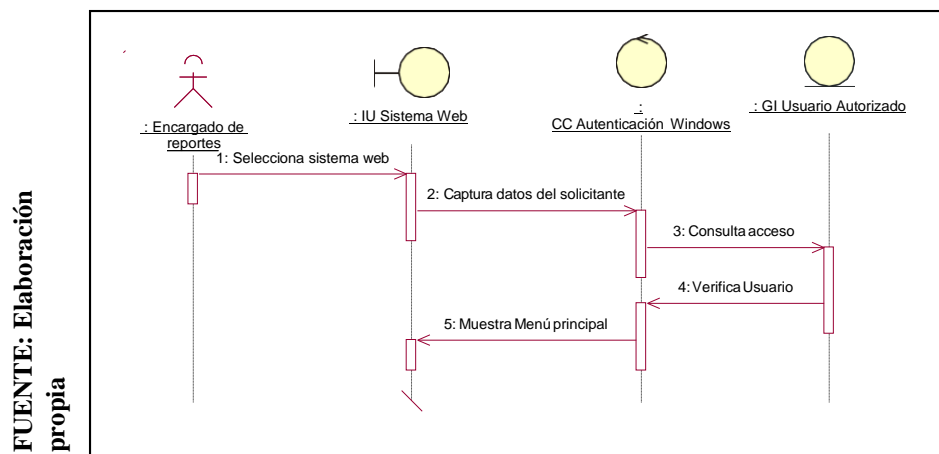 : Encargado de
reportes
: IU Sistema Web
:
CC Autenticación Windows
: GI Usuario Autorizado
1: Selecciona sistema web
2: Captura datos del solicitante
3: Consulta acceso
4: Verifica Usuario
5: Muestra Menú principal
FUENTE: Elaboración
propia